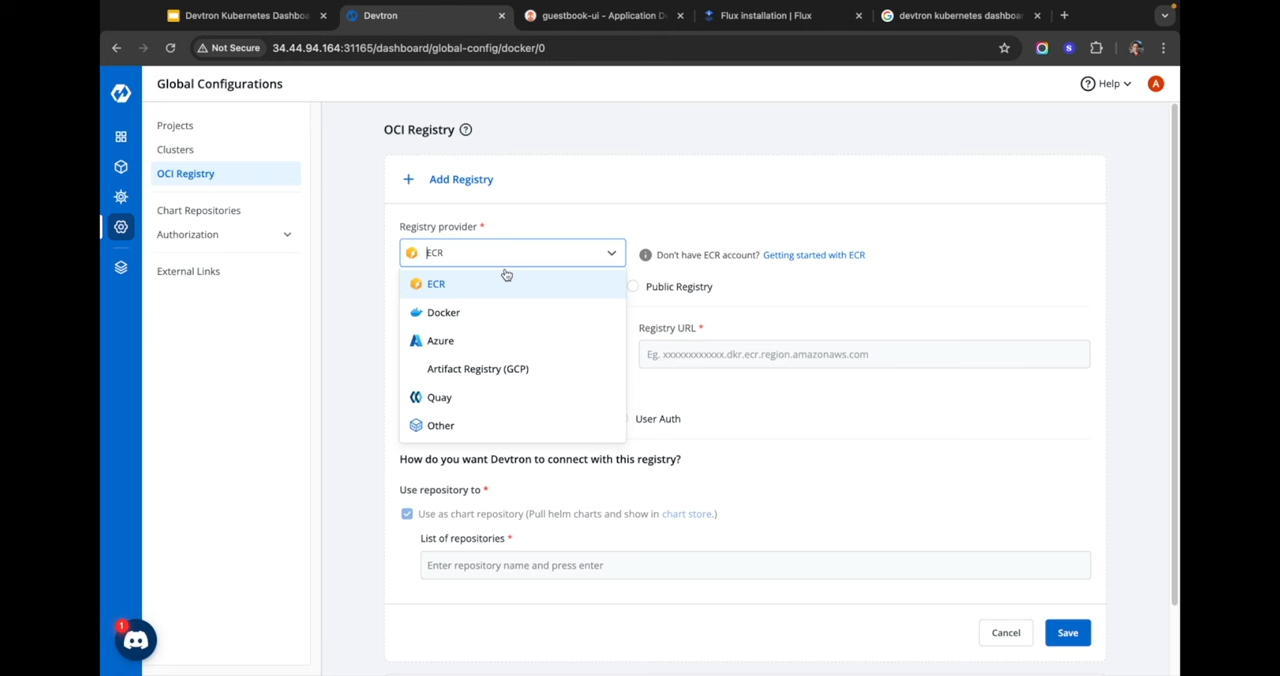 Devtron Kubernetes Dashboa
Devtron
guestbook-ui - Application De
Flux installation | Flux
devtron kubernetes dashboar
Not Secure
34.44.94.164:31165/dashboard/global-config/docker/0
S
Global Configurations
Help
A
Projects
Clusters
OCI Registry
Chart Repositories
Authorization
External Links
OCI Registry
Add Registry
Registry provider *
ECR
Don't have ECR account? Getting started with ECR
ECR
Public Registry
Docker
Registry URL *
Azure
Eg. xxxxxxxxxxxx.dkr.ecr.region.amazonaws.com
Artifact Registry (GCP)
Quay
User Auth
Other
How do you want Devtron to connect with this registry?
Use repository to *
Use as chart repository (Pull helm charts and show in chart store.)
List of repositories *
Enter repository name and press enter
1
Cancel
Save